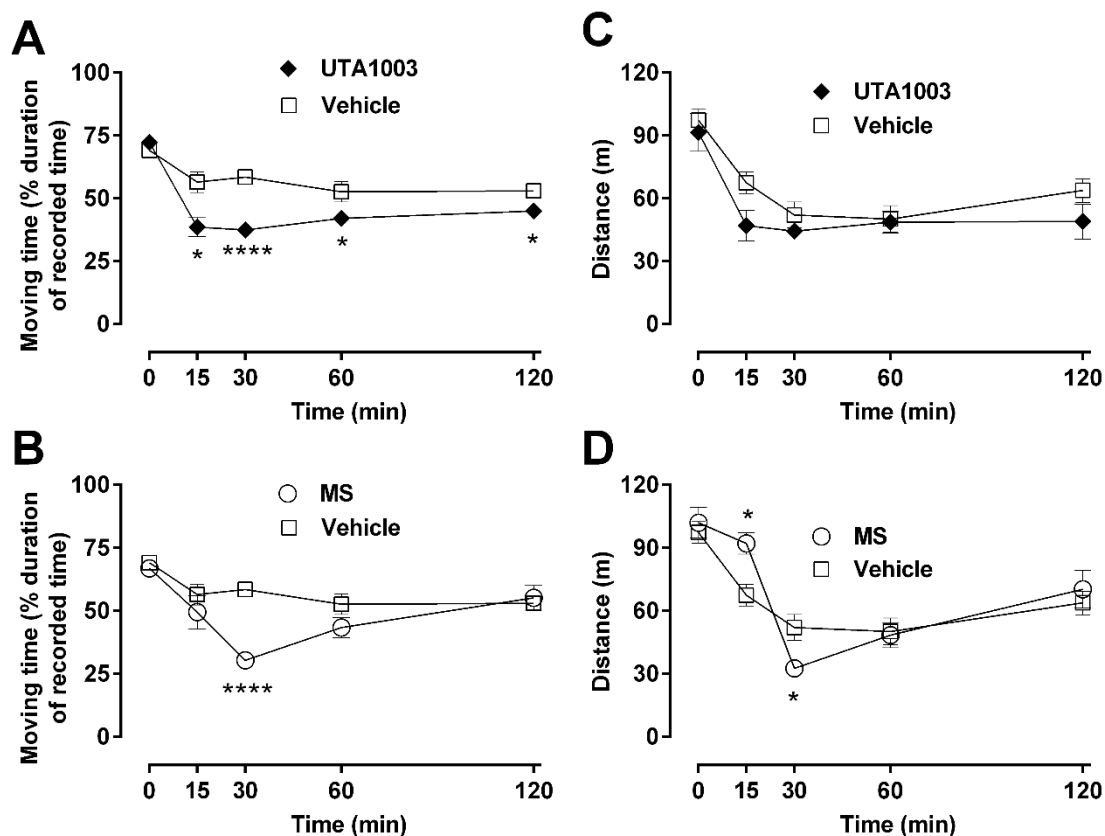 A
UTA1003
Vehicle
Moving time (% duration
of recorded time)
100
75
50
25
0
* **** * *
0 15 30 60 120
Time (min)
C
UTA1003
Vehicle
Distance (m)
120
90
60
30
0
0 15 30 60 120
Time (min)
B
MS
Vehicle
Moving time (% duration
of recorded time)
100
75
50
25
0
****
0 15 30 60 120
Time (min)
D
MS
Vehicle
Distance (m)
120
90
60
30
0
*
*
0 15 30 60 120
Time (min)